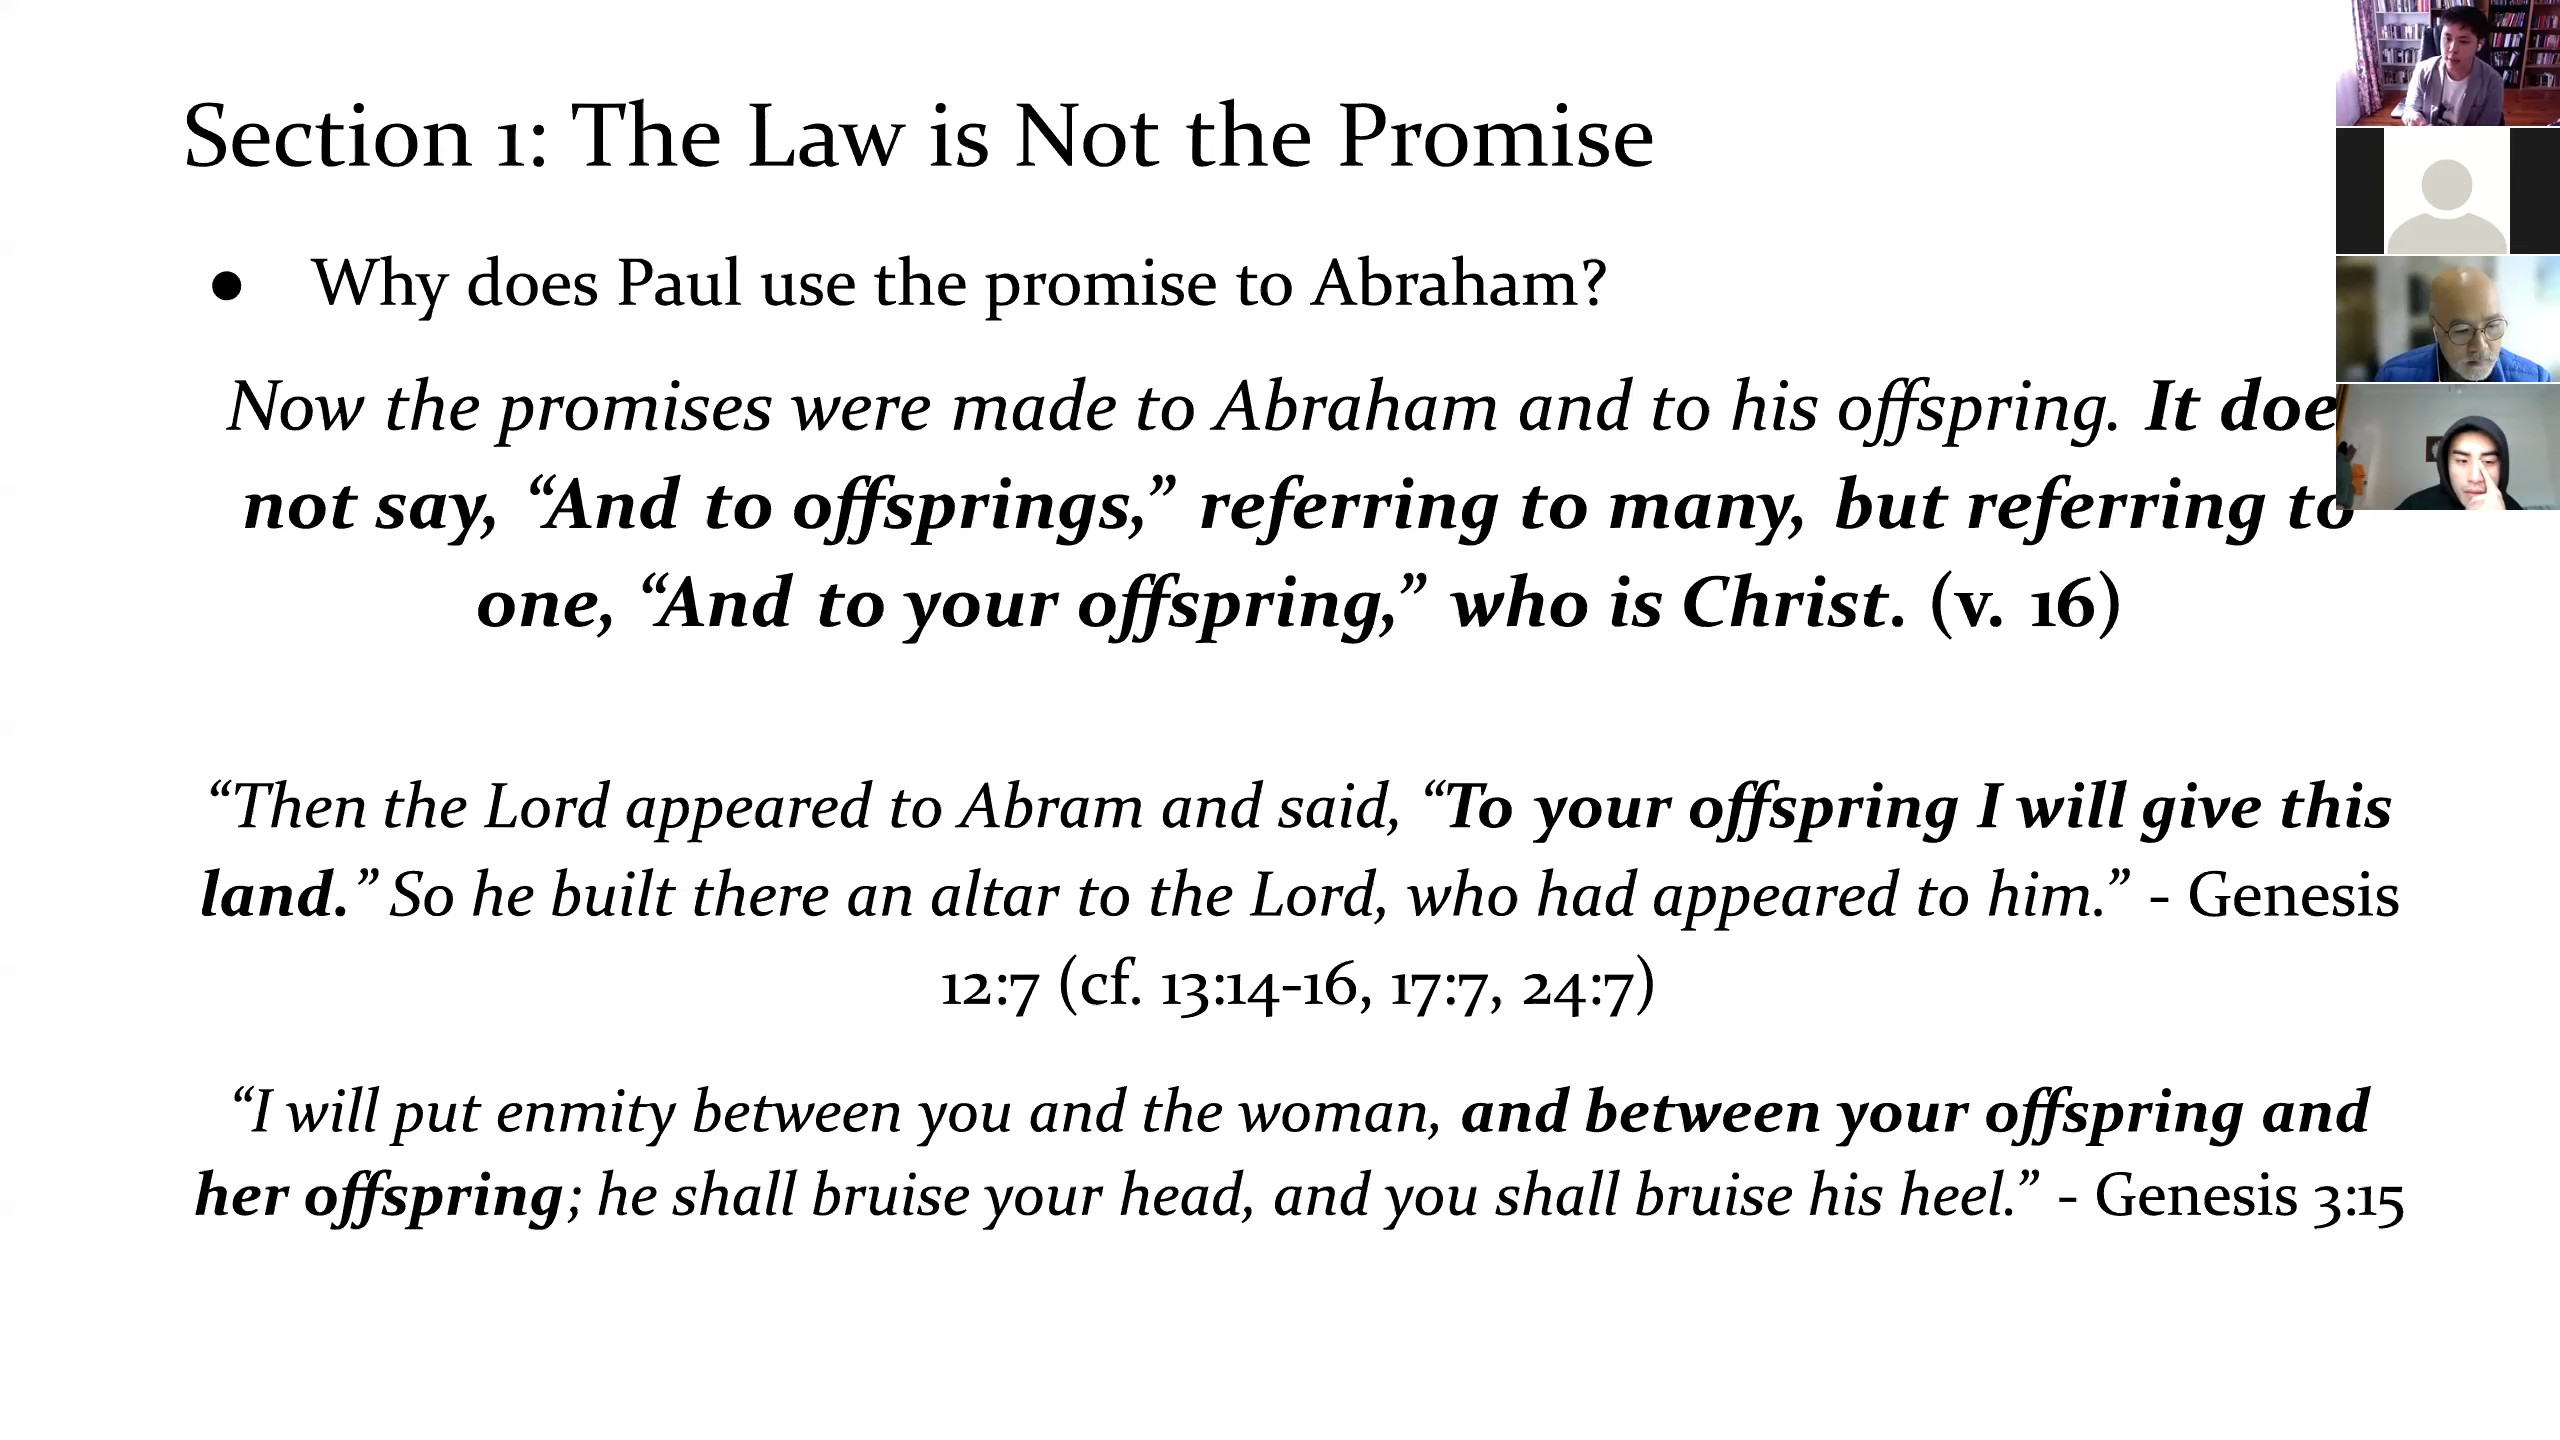 Section 1: The Law is Not the Promise
● Why does Paul use the promise to Abraham?
Now the promises were made to Abraham and to his offspring. It doe
not say, “And to offsprings,” referring to many, but referring to
one, “And to your offspring,” who is Christ. (v. 16)
“Then the Lord appeared to Abram and said, “To your offspring I will give this
land.” So he built there an altar to the Lord, who had appeared to him.” - Genesis
12:7 (cf. 13:14-16, 17:7, 24:7)
“I will put enmity between you and the woman, and between your offspring and
her offspring; he shall bruise your head, and you shall bruise his heel.” - Genesis 3:15